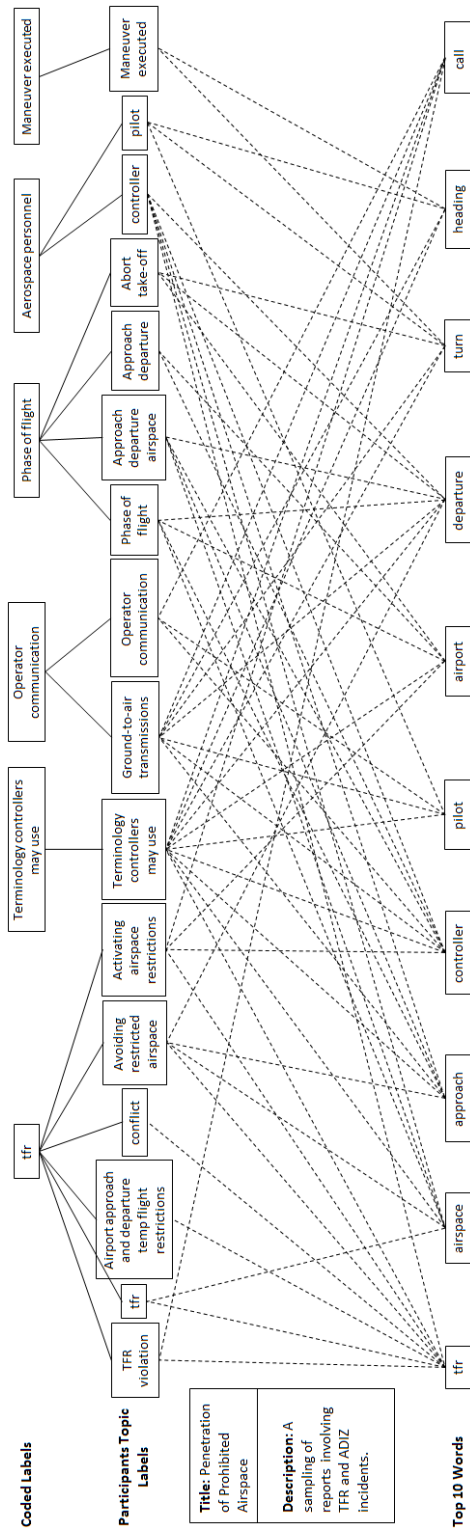 Coded Labels
tfr
Terminology controllers
may use
Operator
communication
Phase of flight
Aerospace personnel
Maneuver executed
Participants Topic
Labels
TFR
violation
tfr
Airport approach
and departure
temp flight
restrictions
conflict
Avoiding
restricted
airspace
Activating
airspace
restrictions
Terminology
controllers
may use
Ground-to-air
transmissions
Operator
communication
Phase of
flight
Approach
departure
airspace
Approach
departure
Abort
take-off
controller
pilot
Maneuver
executed
Title: Penetration
of Prohibited
Airspace
Description: A
sampling of
reports involving
TFR and ADIZ
incidents.
Top 10 Words
tfr
airspace
approach
controller
pilot
airport
departure
turn
heading
call